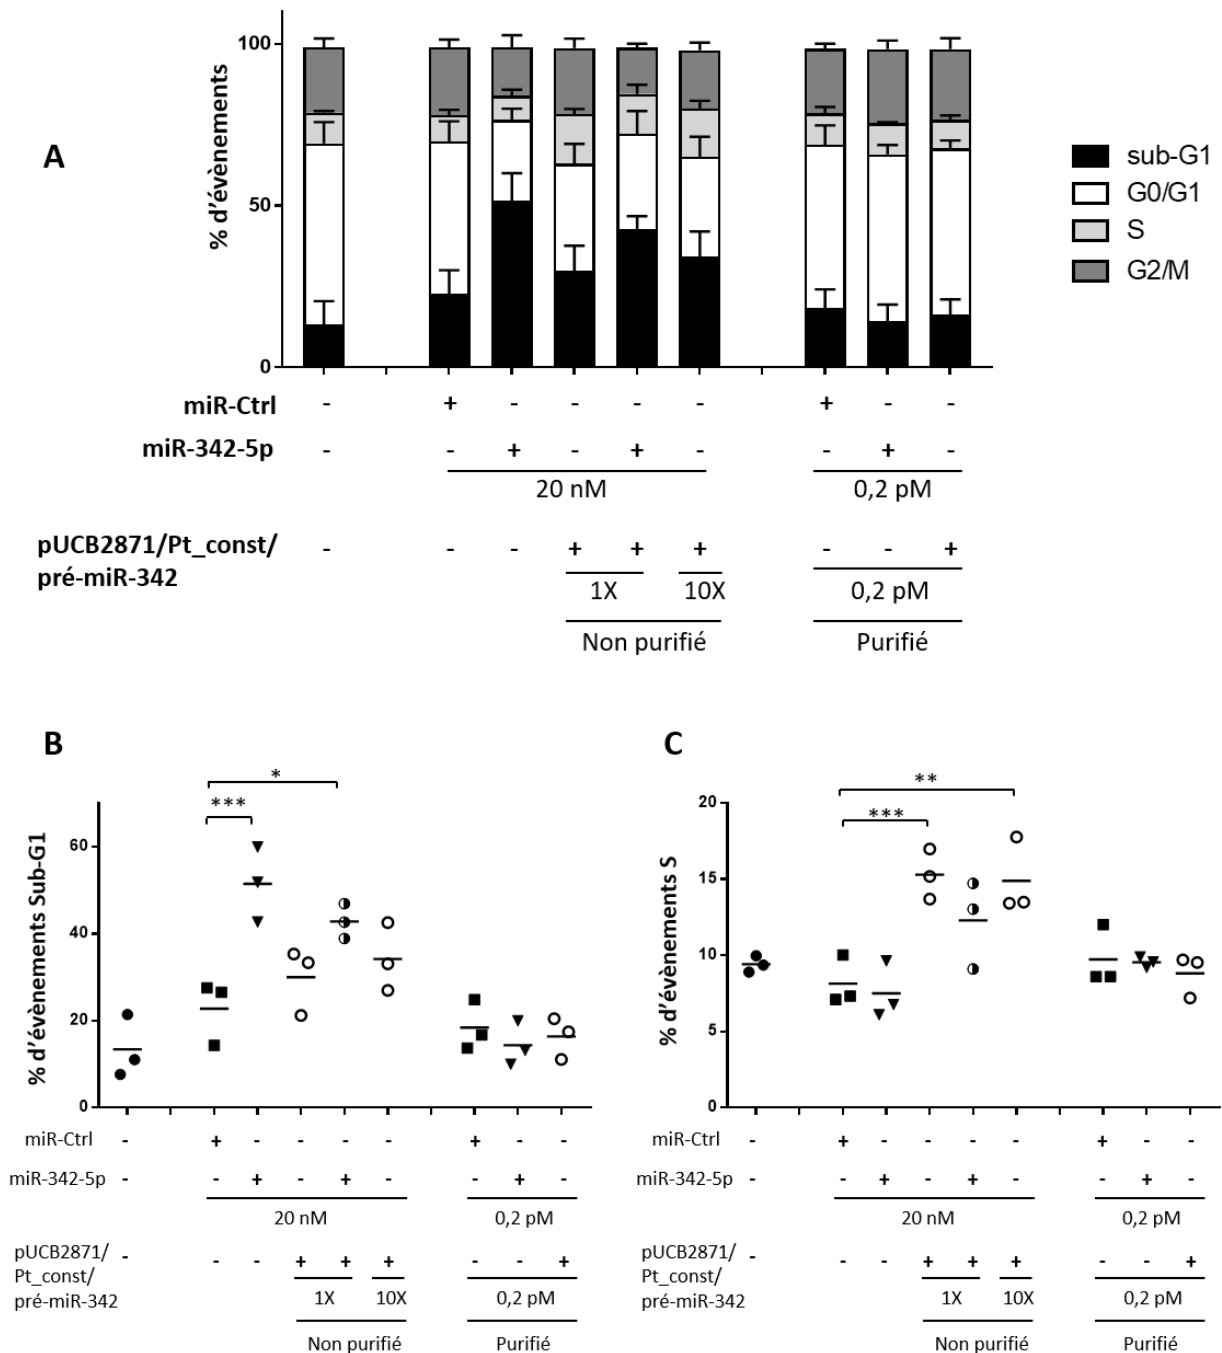 A
% d’évènements
100
50
0
sub-G1
G0/G1
S
G2/M
miR-Ctrl - + - - - - + - -
miR-342-5p - - + - + - - + -
20 nM 0,2 pM
pUCB2871/Pt_const/ - - - + + + - - +
pré-miR-342
1X 10X 0,2 pM
Non purifié Purifié
B
% d’évènements Sub-G1
60
40
20
0
*
***
miR-Ctrl - + - - - - + - -
miR-342-5p - - + - + - - + -
20 nM 0,2 pM
pUCB2871/ - - - + + + - - +
Pt_const/
pré-miR-342 1X 10X 0,2 pM
Non purifié Purifié
C
% d’évènements S
20
15
10
5
0
**
***
miR-Ctrl - + - - - - + - -
miR-342-5p - - + - + - - + -
20 nM 0,2 pM
pUCB2871/ - - - + + + - - +
Pt_const/
pré-miR-342 1X 10X 0,2 pM
Non purifié Purifié